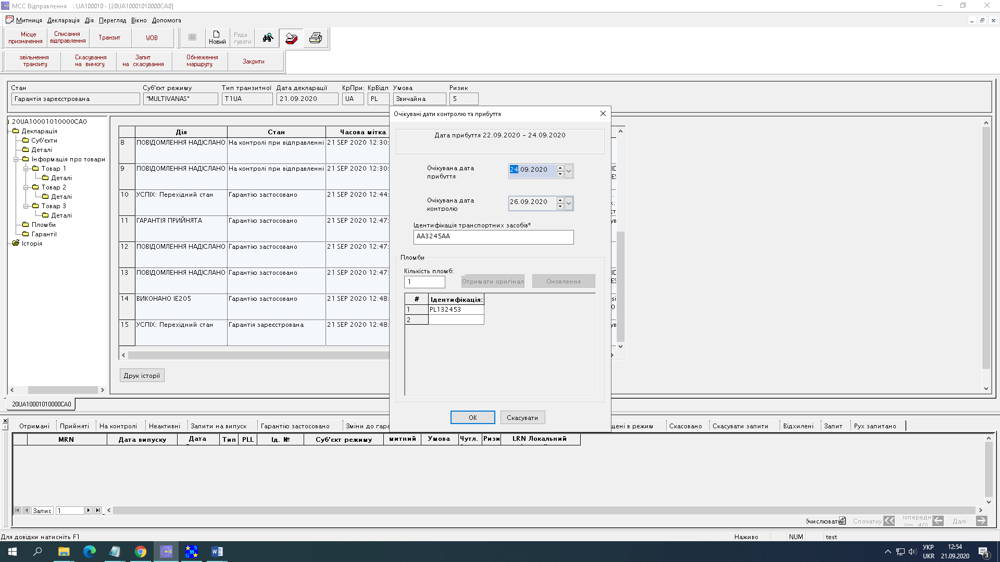 МСС Відправлення : UA100010 - [20UA10001010000CA0]
Митниця Декларація Дія Перегляд Вікно Допомога
Місце призначення
Списання відправлення
Транзит
УОВ
Новий
Реда гувати
звільнення транзиту
Скасування на вимогу
Запит на скасування
Обмеження маршруту
Закрити
Стан Суб'єкт режиму Тип транзитної Дата декларації КрПри: КрВідп Умова Ризик
Гарантія зареєстрована "MULTIVANAS" T1UA 21.09.2020 UA PL Звичайна 5
20UA10001010000CA0
Декларація
Суб'єкти
Деталі
Інформація про товари
Товар 1
Деталі
Товар 2
Деталі
Товар 3
Деталі
Пломби
Гарантії
Історія
Дія Стан Часова мітка
8 ПОВІДОМЛЕННЯ НАДІСЛАНО На контролі при відправленні 21 SEP 2020 12:30:
9 ПОВІДОМЛЕННЯ НАДІСЛАНО На контролі при відправленні 21 SEP 2020 12:30:
10 УСПІХ: Перехідний стан Гарантію застосовано 21 SEP 2020 12:44:
11 ГАРАНТІЯ ПРИЙНЯТА Гарантію застосовано 21 SEP 2020 12:47:
12 ПОВІДОМЛЕННЯ НАДІСЛАНО Гарантію застосовано 21 SEP 2020 12:47:
13 ПОВІДОМЛЕННЯ НАДІСЛАНО Гарантію застосовано 21 SEP 2020 12:47:
14 ВИКОНАНО IE205 Гарантію застосовано 21 SEP 2020 12:48:
15 УСПІХ: Перехідний стан Гарантія зареєстрована 21 SEP 2020 12:48:
Друк історії
20UA10001010000CA0
Очікувані дати контролю та прибуття
Дата прибуття 22.09.2020 - 24.09.2020
Очікувана дата прибуття
24.09.2020
Очікувана дата контролю
26.09.2020
Ідентифікація транспортних засобів*
AA3245AA
Пломби
Кількість пломб:
1 Отримати оригінал Оновлення
# Ідентифікація:
1 PL132453
2
OK Скасувати
Отримані Прийняті На контролі Неактивні Запити на випуск Гарантію застосовано Зміни до гара щені в режим Скасовано Скасувати запити Відхилені Запит Рух запитано
MRN Дата випуску Дата Тип PLL Ід. № Суб'єкт режиму митний Умова Чутл. Ризи LRN Локальний
Запис 1
числювати Спочатку (гр. 40) Далі
Для довідки натисніть F1 Наживо NUM test
УКР
UKR
12:54
21.09.2020
3